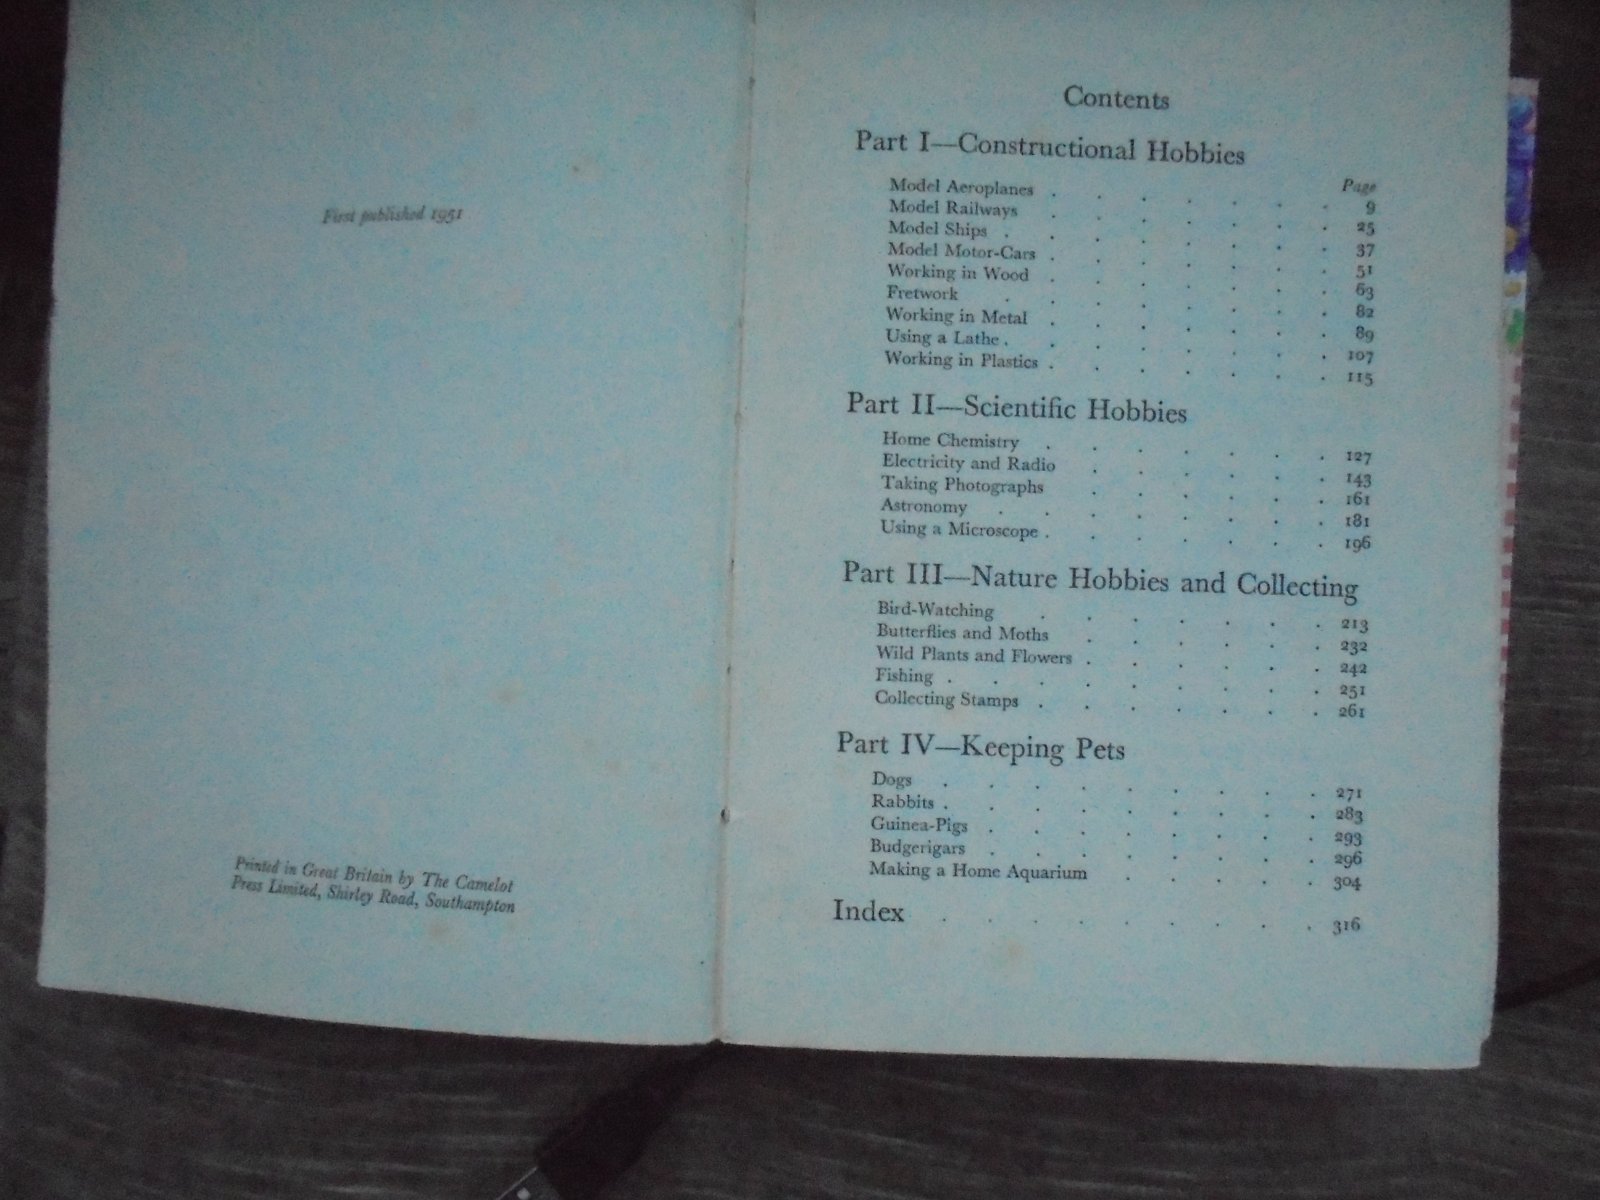 First published 1951
Printed in Great Britain by The Camelot
Press Limited, Shirley Road, Southampton
Contents
Part I—Constructional Hobbies
Page
Model Aeroplanes . . . . . . . 9
Model Railways . . . . . . . 25
Model Ships . . . . . . . . 37
Model Motor-Cars . . . . . . . 51
Working in Wood . . . . . . . 63
Fretwork . . . . . . . . 82
Working in Metal . . . . . . . 89
Using a Lathe . . . . . . . . 107
Working in Plastics . . . . . . . 115
Part II—Scientific Hobbies
Home Chemistry . . . . . . . 127
Electricity and Radio . . . . . . 143
Taking Photographs . . . . . . 161
Astronomy . . . . . . . . 181
Using a Microscope . . . . . . . 196
Part III—Nature Hobbies and Collecting
Bird-Watching . . . . . . . 213
Butterflies and Moths . . . . . . 232
Wild Plants and Flowers . . . . . . 242
Fishing . . . . . . . . . 251
Collecting Stamps . . . . . . . 261
Part IV—Keeping Pets
Dogs . . . . . . . . . 271
Rabbits . . . . . . . . . 283
Guinea-Pigs . . . . . . . . 293
Budgerigars . . . . . . . . 296
Making a Home Aquarium . . . . . 304
Index . . . . . . . . . 316